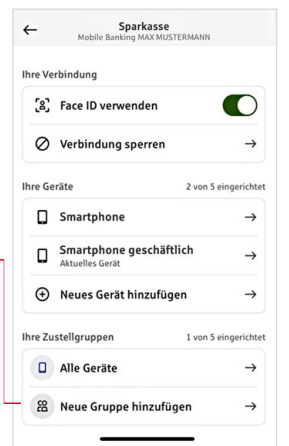 Sparkasse
Mobile Banking MAX MUSTERMANN
Ihre Verbindung
Face ID verwenden
Verbindung sperren
Ihre Geräte 2 von 5 eingerichtet
Smartphone
Smartphone geschäftlich
Aktuelles Gerät
Neues Gerät hinzufügen
Ihre Zustellgruppen 1 von 5 eingerichtet
Alle Geräte
Neue Gruppe hinzufügen